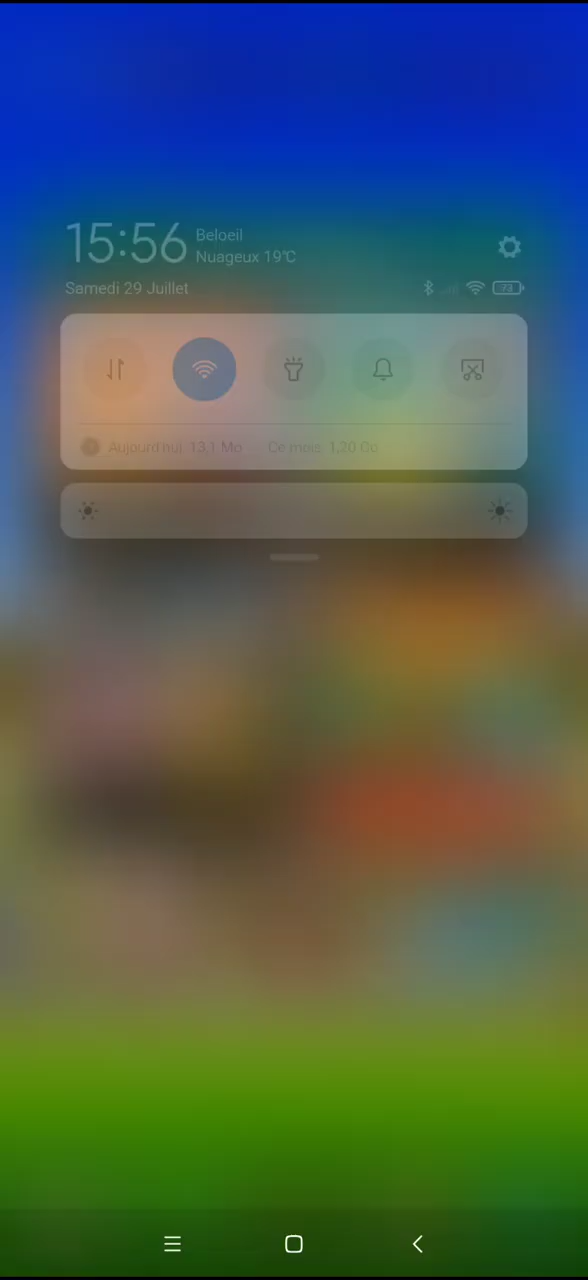 15:56
Beloeil
Nuageux 19°C
Samedi 29 Juillet
73
Aujourd'hui: 13,1 Mo
Ce mois: 1,20 Go